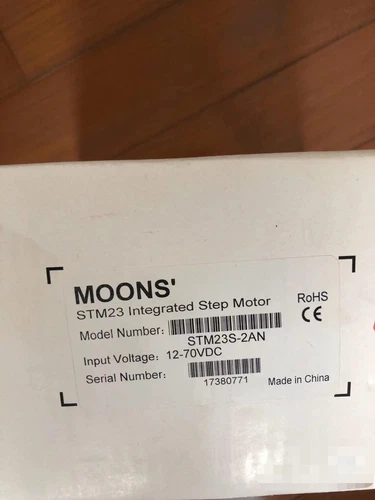 MOONS'
STM23 Integrated Step Motor
RoHS
CE
Model Number:
STM23S-2AN
Input Voltage: 12-70VDC
Serial Number:
17380771
Made in China